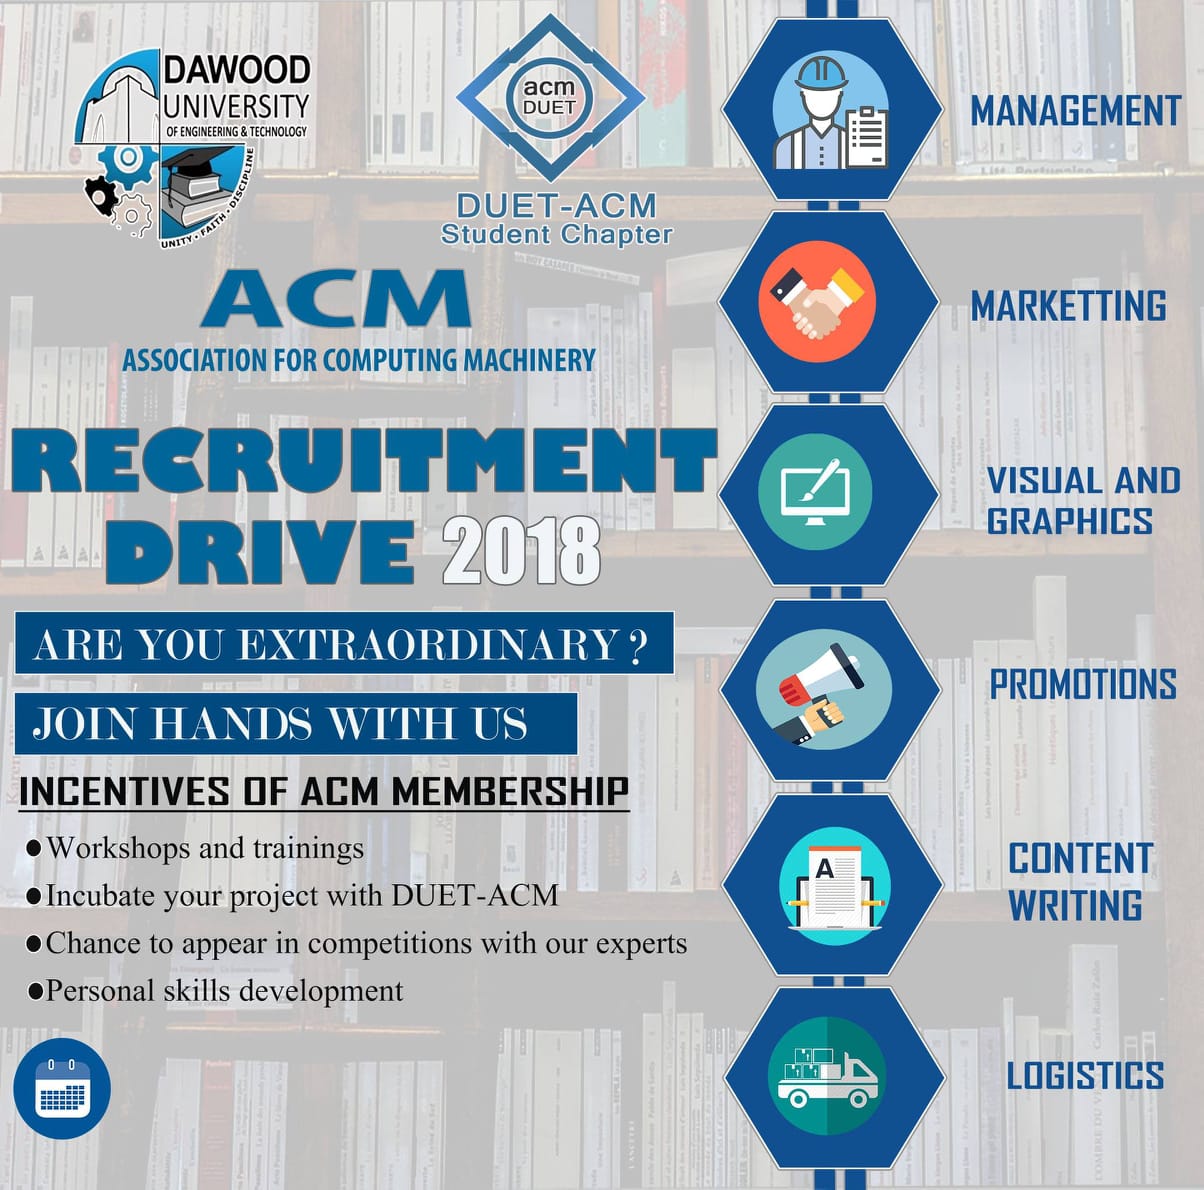 DAWOOD
UNIVERSITY
OF ENGINEERING & TECHNOLOGY
UNITY • FAITH • DISCIPLINE
acm
DUET
DUET-ACM
Student Chapter
ACM
ASSOCIATION FOR COMPUTING MACHINERY
RECRUITMENT
DRIVE 2018
ARE YOU EXTRAORDINARY ?
JOIN HANDS WITH US
INCENTIVES OF ACM MEMBERSHIP
●Workshops and trainings
●Incubate your project with DUET-ACM
●Chance to appear in competitions with our experts
●Personal skills development
MANAGEMENT
MARKETTING
VISUAL AND
GRAPHICS
PROMOTIONS
A
CONTENT
WRITING
LOGISTICS